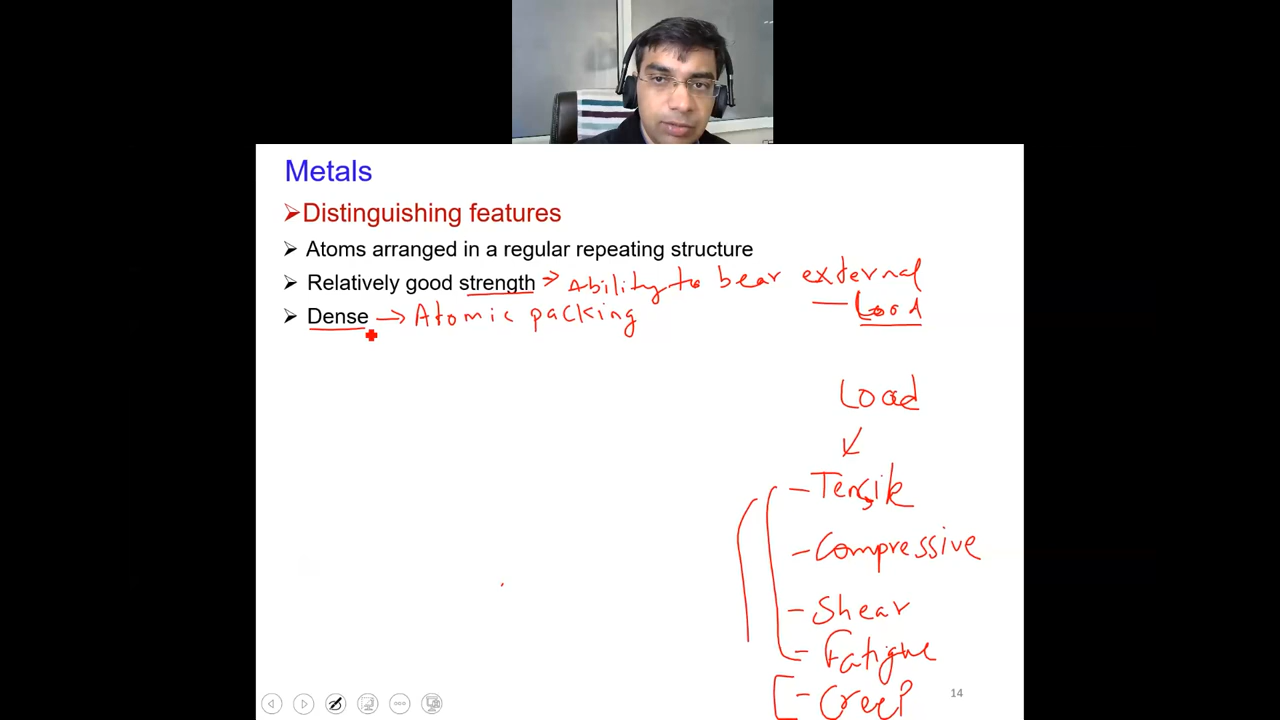 Metals
➢Distinguishing features
➢ Atoms arranged in a regular repeating structure
➢ Relatively good strength → Ability to bear external
— Load
➢ Dense → Atomic packing
Load
- Tensile
- Compressive
- Shear
- Fatigue
- Creep
14